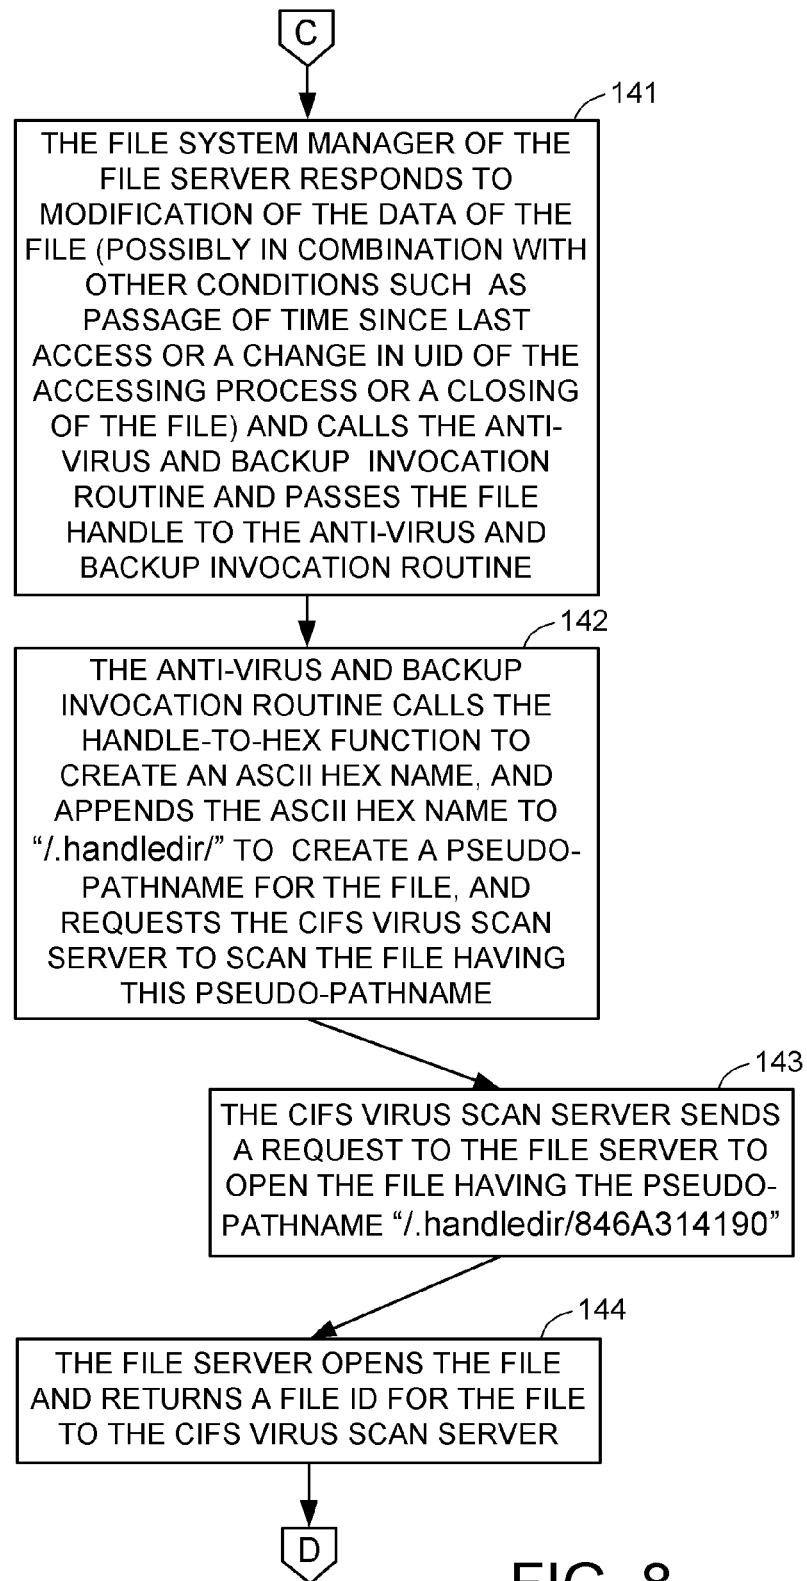 C
141
THE FILE SYSTEM MANAGER OF THE
FILE SERVER RESPONDS TO
MODIFICATION OF THE DATA OF THE
FILE (POSSIBLY IN COMBINATION WITH
OTHER CONDITIONS SUCH AS
PASSAGE OF TIME SINCE LAST
ACCESS OR A CHANGE IN UID OF THE
ACCESSING PROCESS OR A CLOSING
OF THE FILE) AND CALLS THE ANTI-
VIRUS AND BACKUP INVOCATION
ROUTINE AND PASSES THE FILE
HANDLE TO THE ANTI-VIRUS AND
BACKUP INVOCATION ROUTINE
142
THE ANTI-VIRUS AND BACKUP
INVOCATION ROUTINE CALLS THE
HANDLE-TO-HEX FUNCTION TO
CREATE AN ASCII HEX NAME, AND
APPENDS THE ASCII HEX NAME TO
“/.handledir/” TO CREATE A PSEUDO-
PATHNAME FOR THE FILE, AND
REQUESTS THE CIFS VIRUS SCAN
SERVER TO SCAN THE FILE HAVING
THIS PSEUDO-PATHNAME
143
THE CIFS VIRUS SCAN SERVER SENDS
A REQUEST TO THE FILE SERVER TO
OPEN THE FILE HAVING THE PSEUDO-
PATHNAME “/.handledir/846A314190”
144
THE FILE SERVER OPENS THE FILE
AND RETURNS A FILE ID FOR THE FILE
TO THE CIFS VIRUS SCAN SERVER
D
FIG. 8